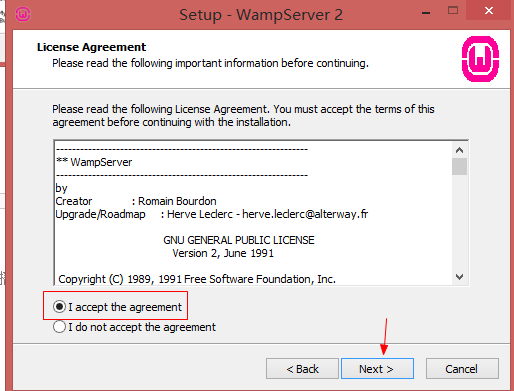 Setup - WampServer 2
License Agreement
Please read the following important information before continuing.
Please read the following License Agreement. You must accept the terms of this
agreement before continuing with the installation.
------------------------------------------------------------
** WampServer
------------------------------------------------------------
by
Creator : Romain Bourdon
Upgrade/Roadmap : Herve Leclerc - herve.leclerc@alterway.fr
GNU GENERAL PUBLIC LICENSE
Version 2, June 1991
Copyright (C) 1989, 1991 Free Software Foundation, Inc.
I accept the agreement
I do not accept the agreement
< Back
Next >
Cancel